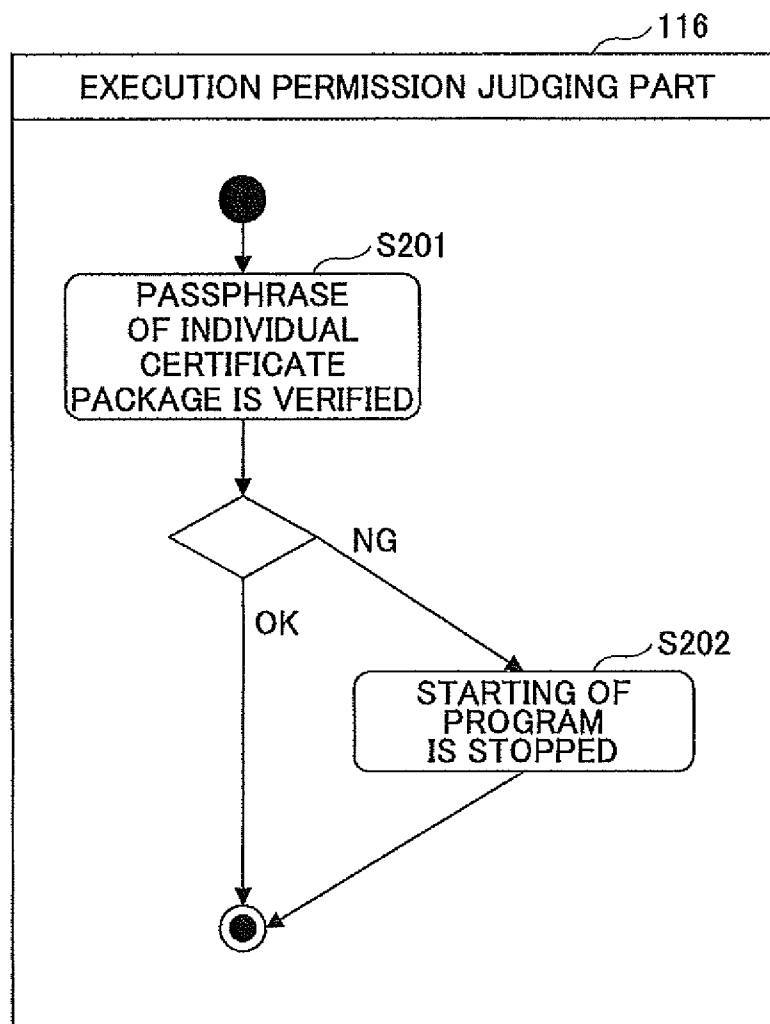 116
EXECUTION PERMISSION JUDGING PART
S201
PASSPHRASE
OF INDIVIDUAL
CERTIFICATE
PACKAGE IS VERIFIED
NG
OK
S202
STARTING OF
PROGRAM
IS STOPPED